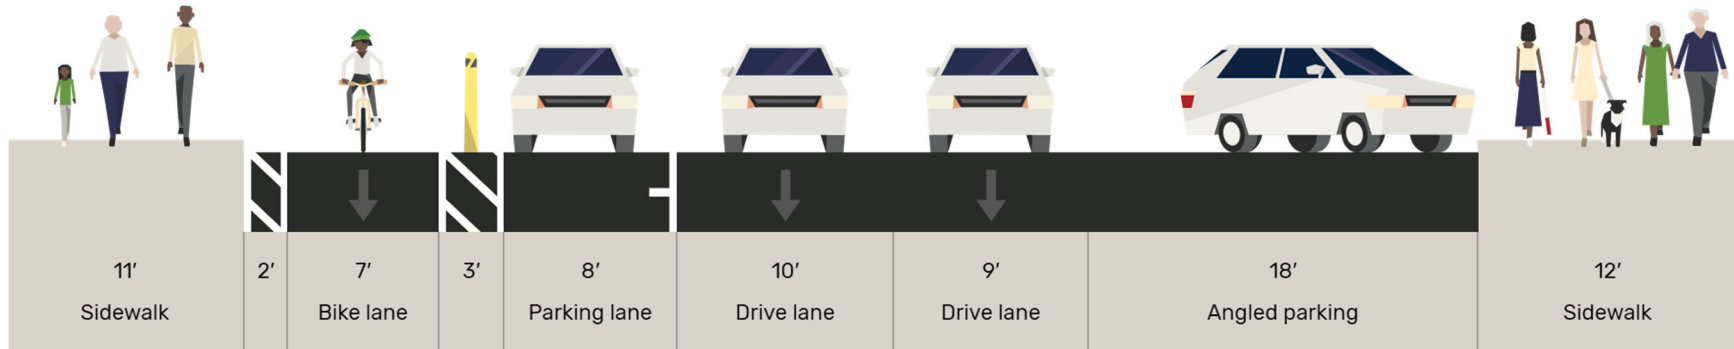 11′ 2′ 7′ 3′ 8′ 10′ 9′ 18′ 12′
Sidewalk Bike lane Parking lane Drive lane Drive lane Angled parking Sidewalk